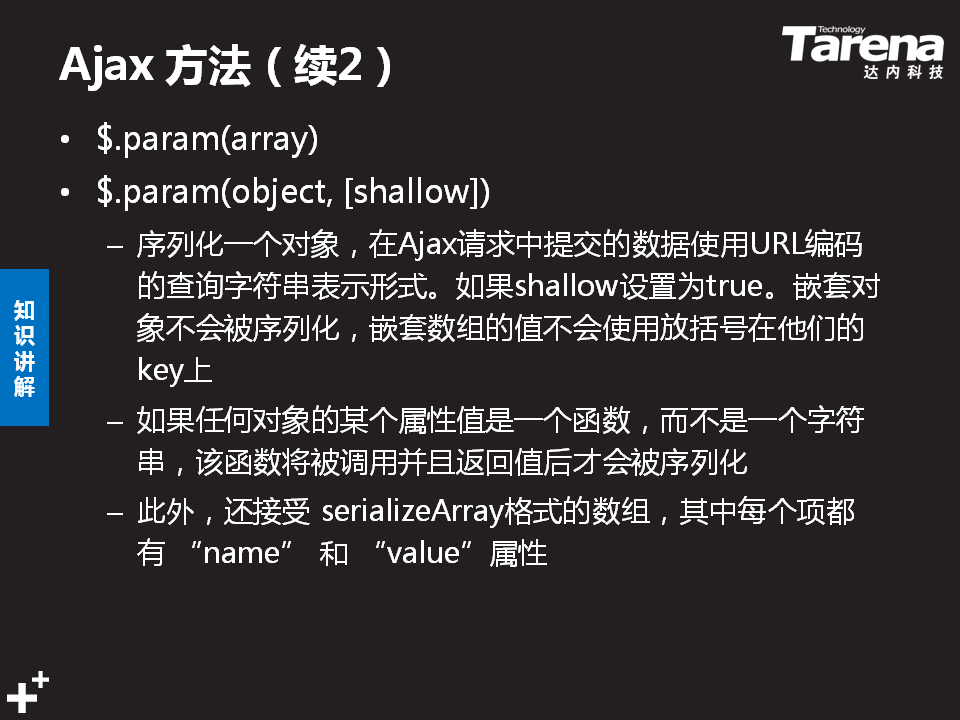 Ajax 方法（续2）
Technology
Tarena
达内科技
• $.param(array)
• $.param(object, [shallow])
– 序列化一个对象，在Ajax请求中提交的数据使用URL编码
的查询字符串表示形式。如果shallow设置为true。嵌套对
象不会被序列化，嵌套数组的值不会使用放括号在他们的
key上
– 如果任何对象的某个属性值是一个函数，而不是一个字符
串，该函数将被调用并且返回值后才会被序列化
– 此外，还接受 serializeArray格式的数组，其中每个项都
有 “name” 和 “value”属性
知
识
讲
解